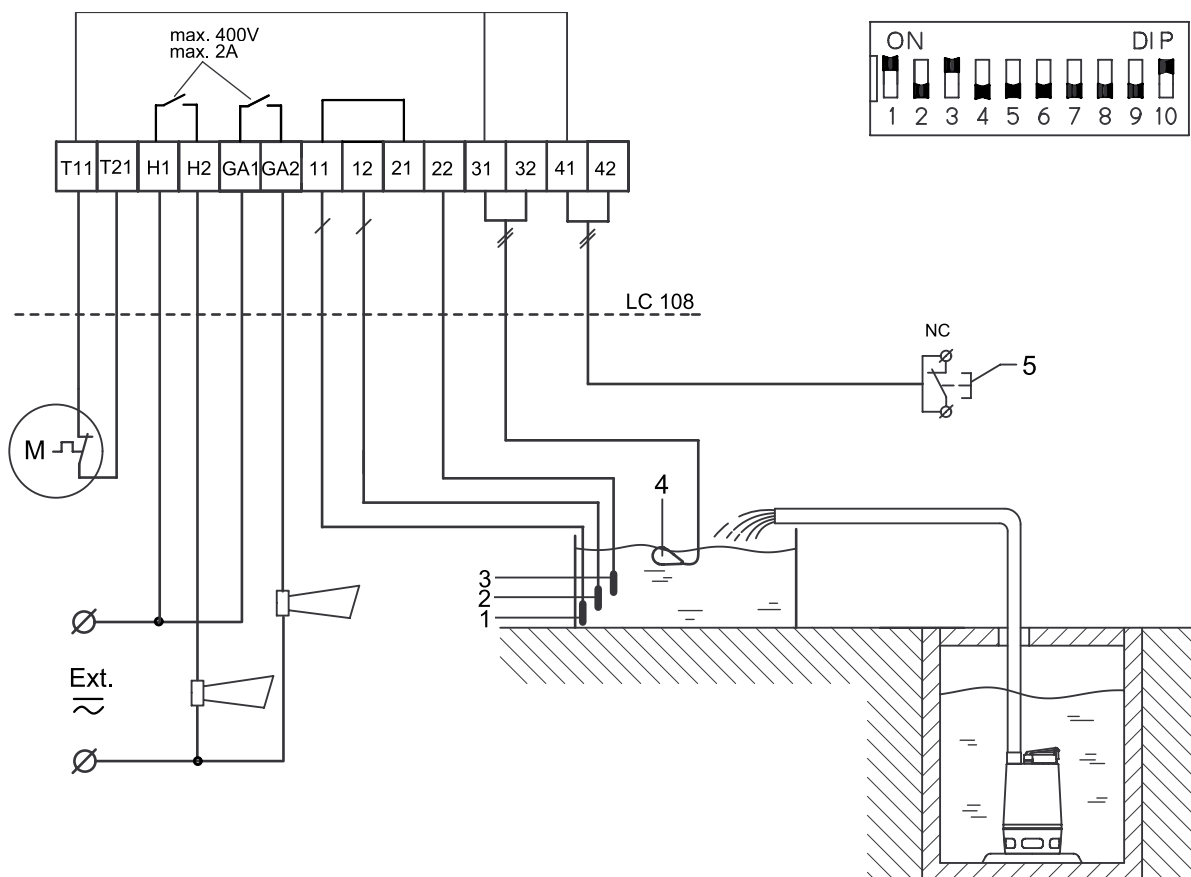 max. 400V
max. 2A
ON DIP
1 2 3 4 5 6 7 8 9 10
T11 T21 H1 H2 GA1 GA2 11 12 21 22 31 32 41 42
LC 108
NC
5
M
4
3
2
1
Ext.